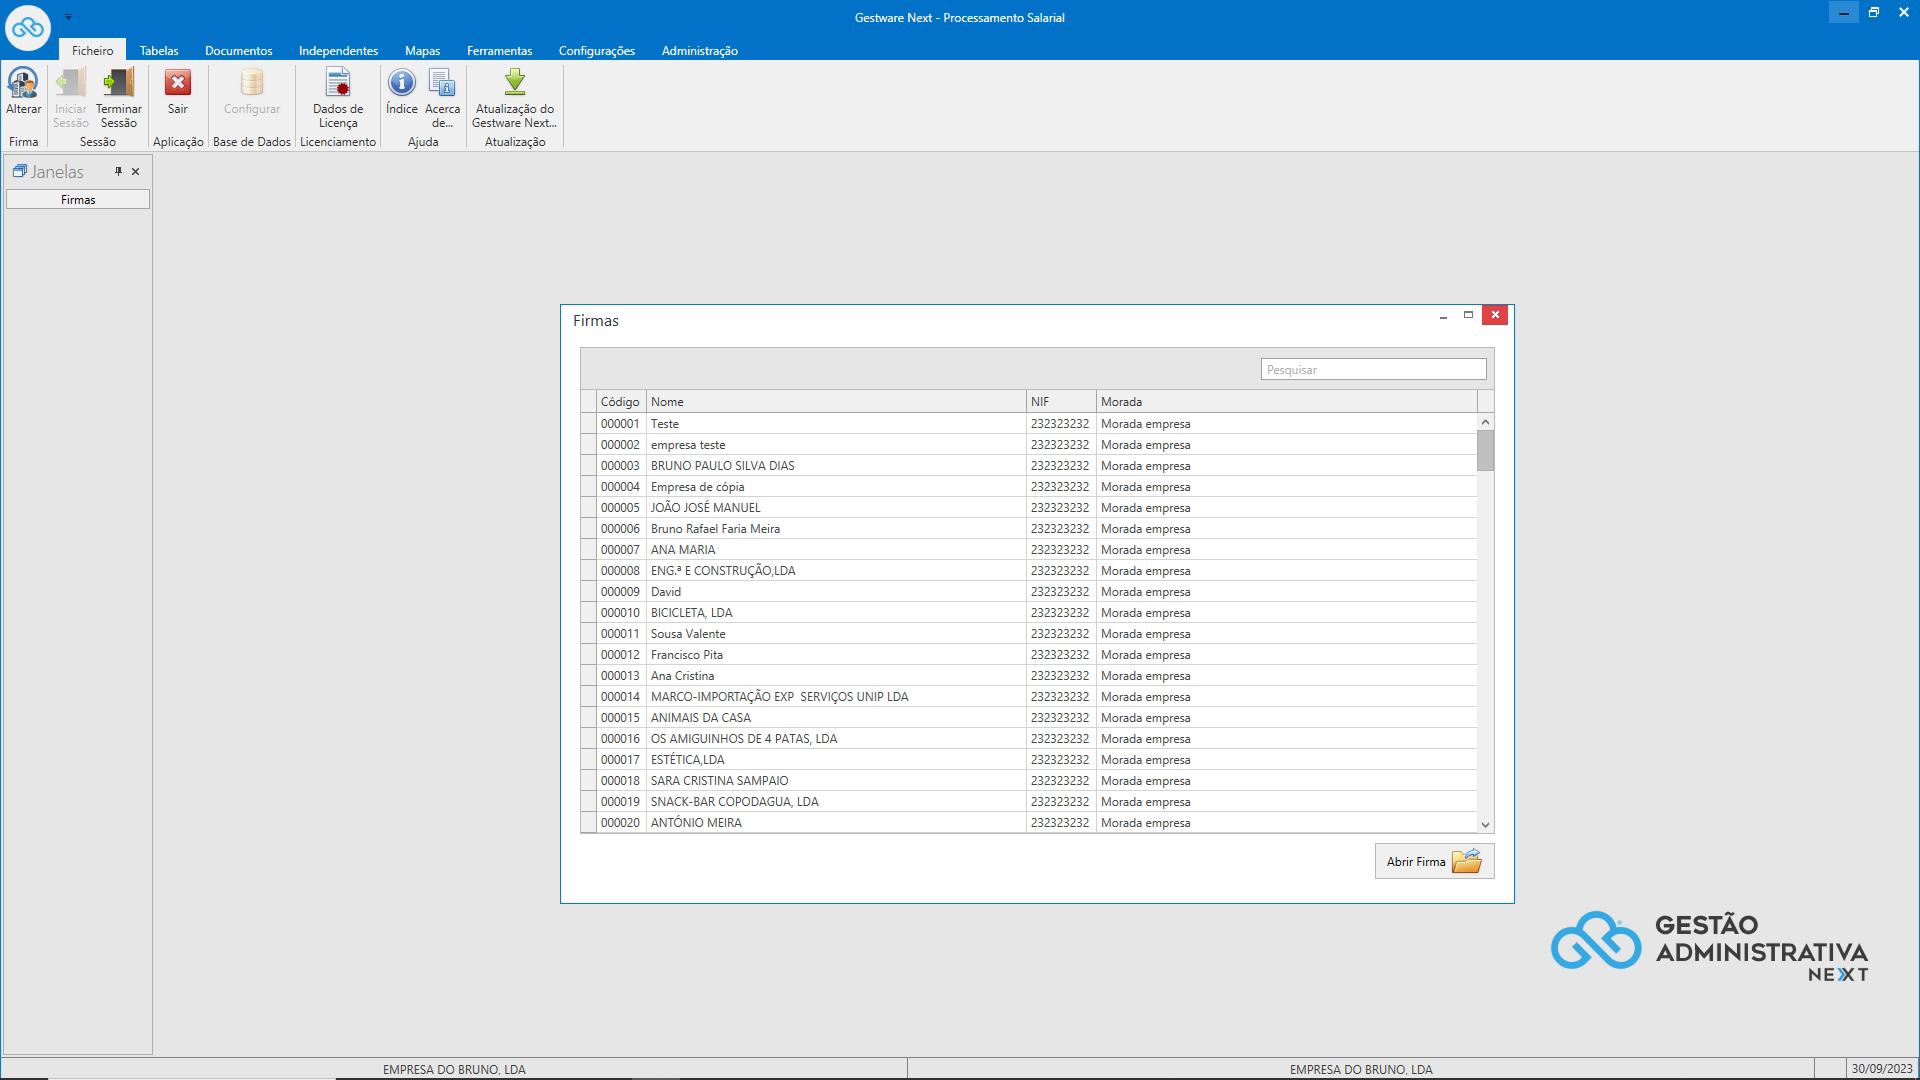 Gestware Next - Processamento Salarial
Ficheiro Tabelas Documentos Independentes Mapas Ferramentas Configurações Administração
Alterar
Iniciar Sessão
Terminar Sessão
Sair
Configurar
Dados de Licença
Índice
Acerca de...
Atualização do Gestware Next...
Firma Sessão Aplicação Base de Dados Licenciamento Ajuda Atualização
Janelas
Firmas
Firmas
Pesquisar
Código Nome NIF Morada
000001 Teste 232323232 Morada empresa
000002 empresa teste 232323232 Morada empresa
000003 BRUNO PAULO SILVA DIAS 232323232 Morada empresa
000004 Empresa de cópia 232323232 Morada empresa
000005 JOÃO JOSÉ MANUEL 232323232 Morada empresa
000006 Bruno Rafael Faria Meira 232323232 Morada empresa
000007 ANA MARIA 232323232 Morada empresa
000008 ENG.ª E CONSTRUÇÃO,LDA 232323232 Morada empresa
000009 David 232323232 Morada empresa
000010 BICICLETA, LDA 232323232 Morada empresa
000011 Sousa Valente 232323232 Morada empresa
000012 Francisco Pita 232323232 Morada empresa
000013 Ana Cristina 232323232 Morada empresa
000014 MARCO-IMPORTAÇÃO EXP  SERVIÇOS UNIP LDA 232323232 Morada empresa
000015 ANIMAIS DA CASA 232323232 Morada empresa
000016 OS AMIGUINHOS DE 4 PATAS, LDA 232323232 Morada empresa
000017 ESTÉTICA,LDA 232323232 Morada empresa
000018 SARA CRISTINA SAMPAIO 232323232 Morada empresa
000019 SNACK-BAR COPODAGUA, LDA 232323232 Morada empresa
000020 ANTÓNIO MEIRA 232323232 Morada empresa
Abrir Firma
GESTÃO
ADMINISTRATIVA
NEXT
EMPRESA DO BRUNO, LDA EMPRESA DO BRUNO, LDA 30/09/2023